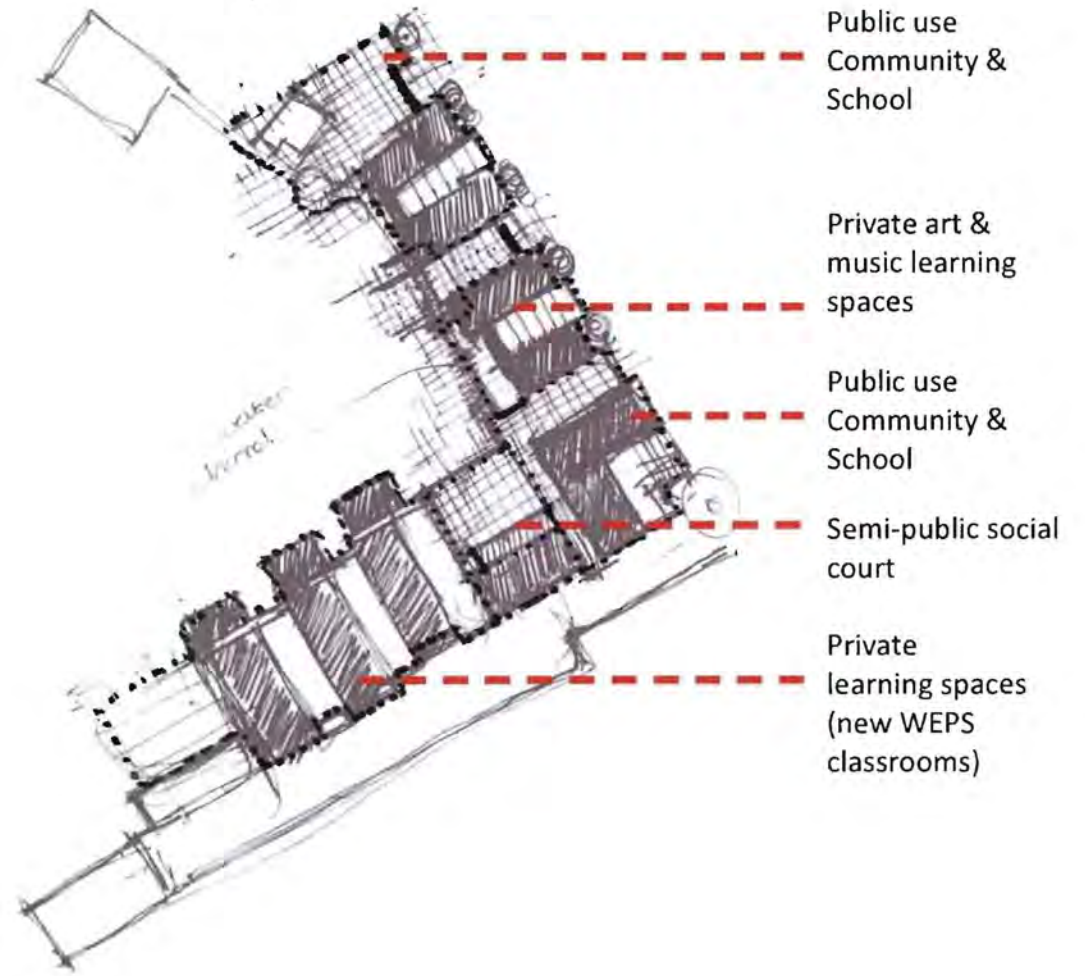 Public use
Community &
School
Private art &
music learning
spaces
Public use
Community &
School
Semi-public social
court
Private
learning spaces
(new WEPS
classrooms)